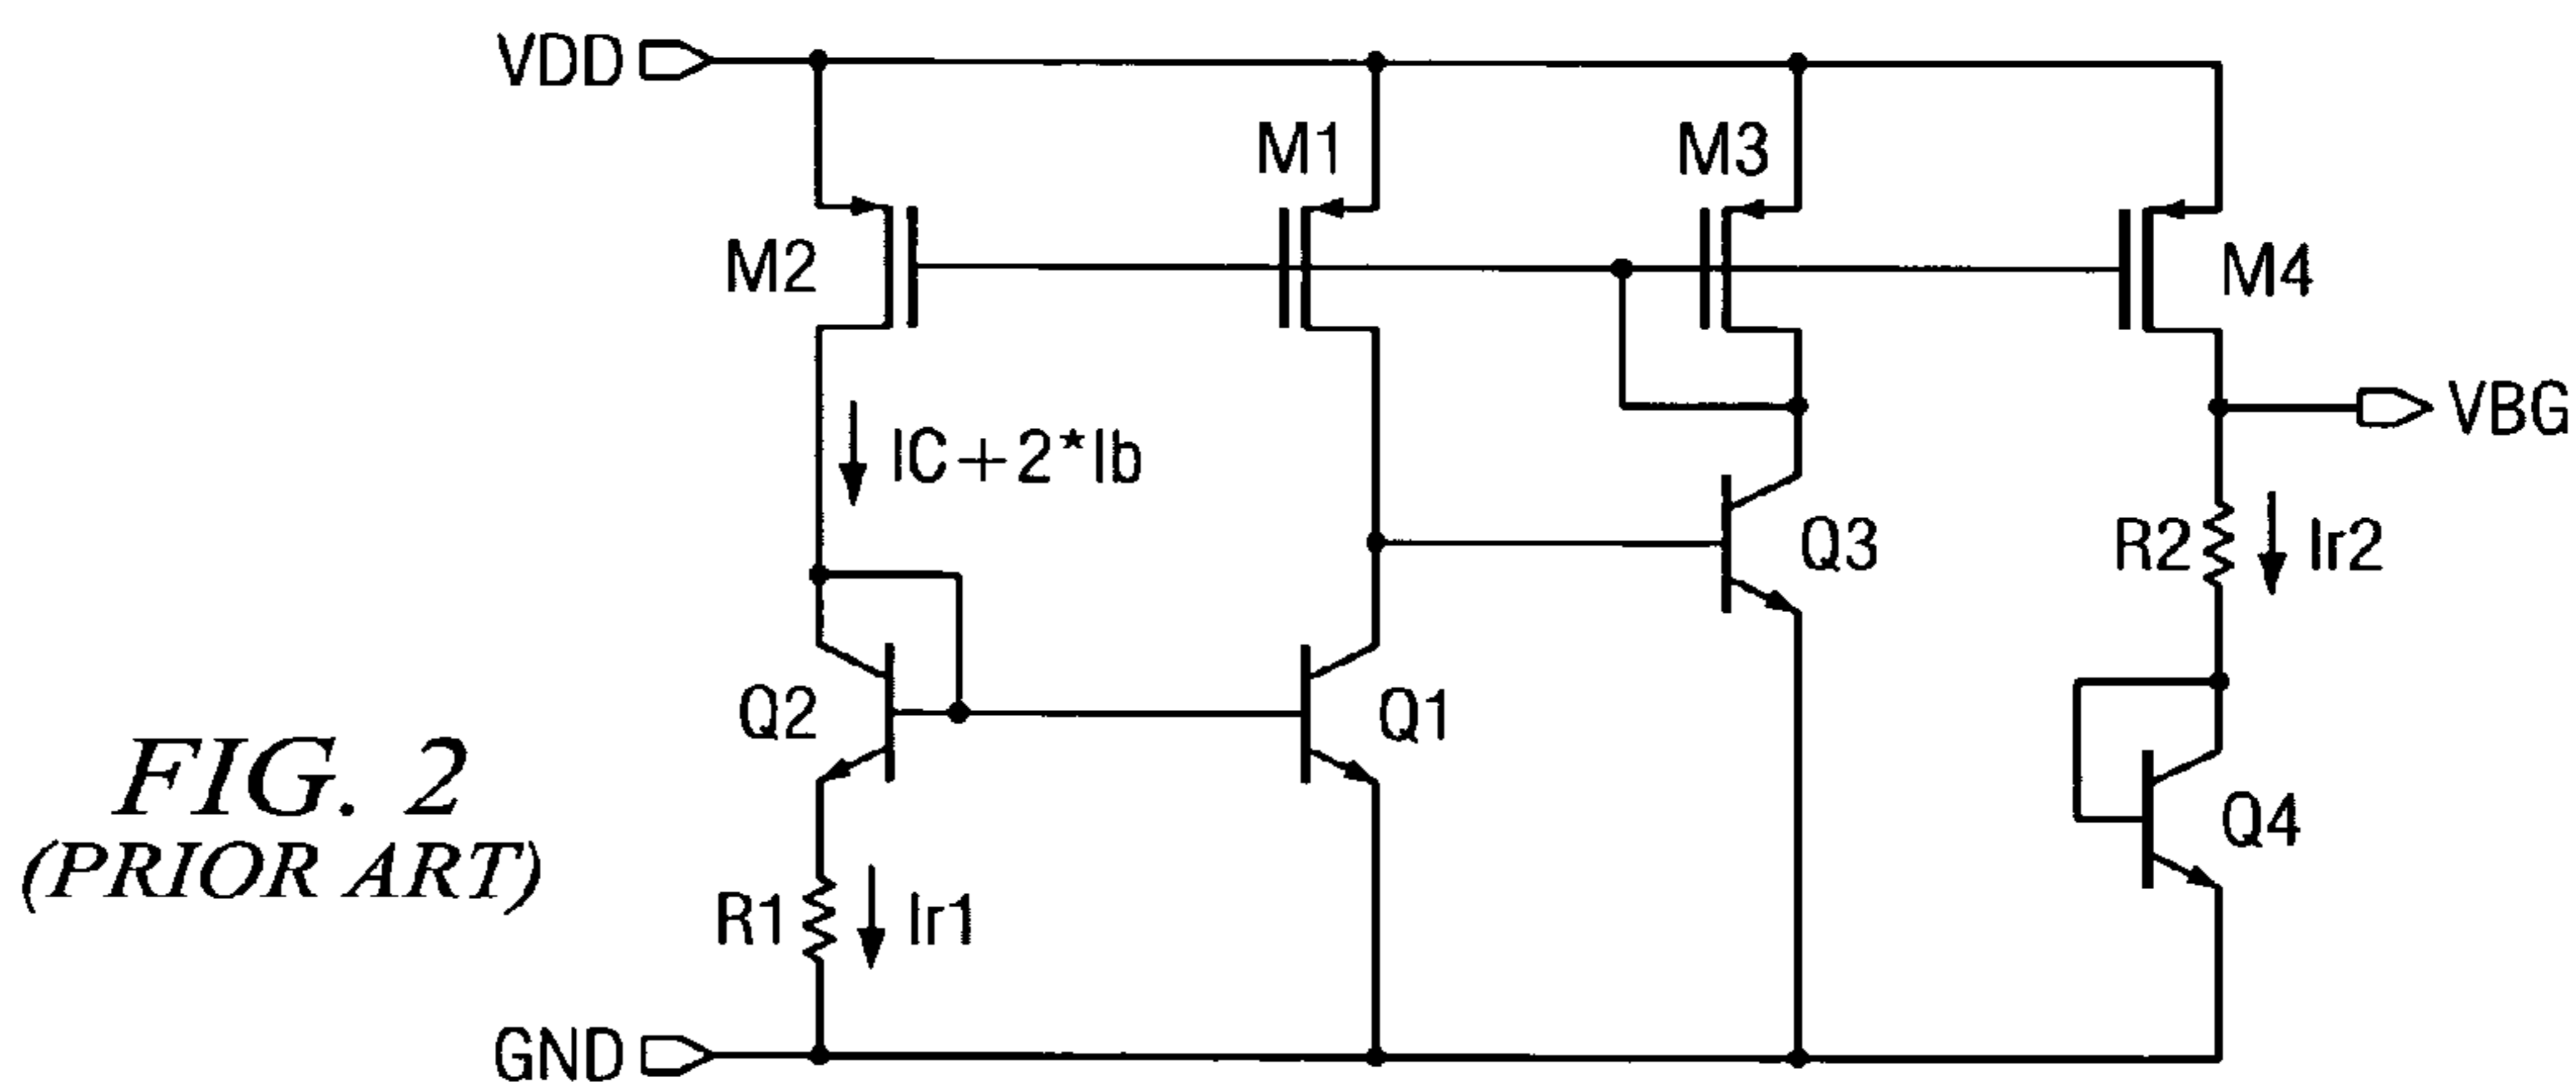 VDD
M1
M3
M2
M4
IC+2*Ib
VBG
Q3
R2
Ir2
Q2
Q1
Q4
R1
Ir1
GND
FIG. 2
(PRIOR ART)